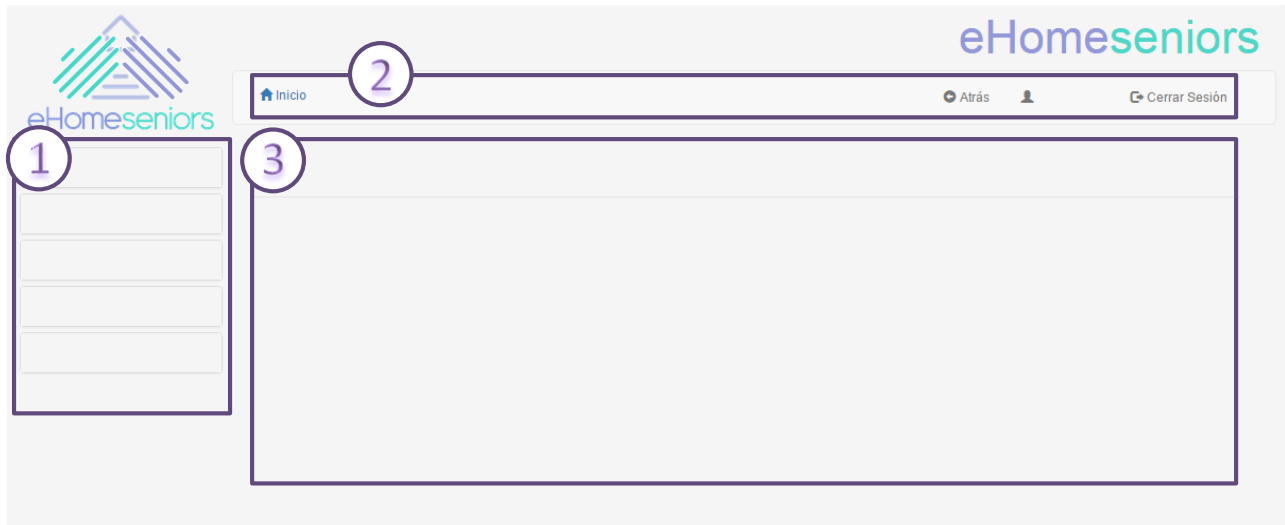 eHomeseniors
eHomeseniors
2
Inicio
Atrás
Cerrar Sesión
1
3